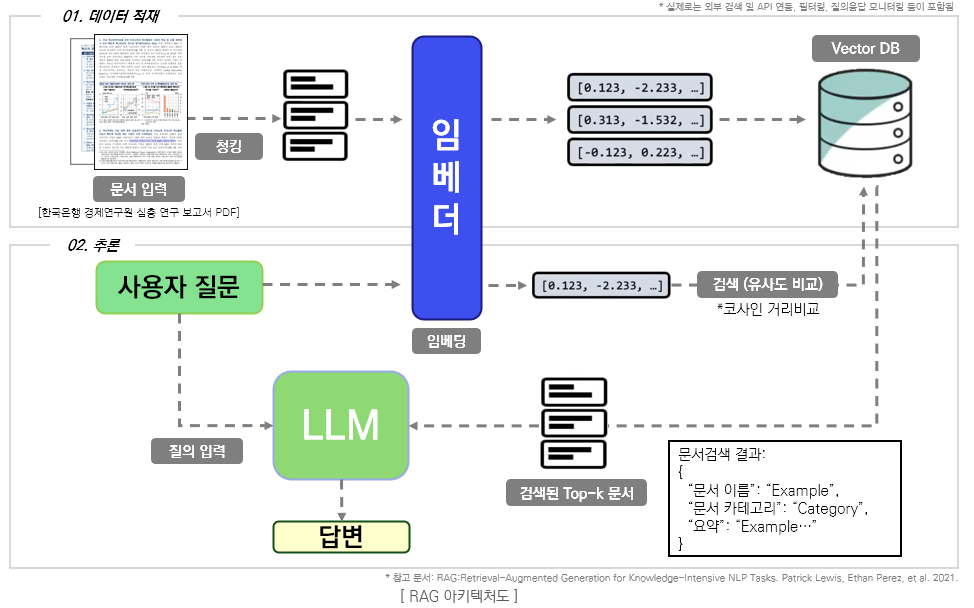 * 실제로는 외부 검색 및 API 연동, 필터링, 질의응답 모니터링 등이 포함됨
01. 데이터 적재
Vector DB
[0.123, -2.233, …]
[0.313, -1.532, …]
[-0.123, 0.223, …]
청킹
임베더
문서 입력
[한국은행 경제연구원 심층 연구 보고서 PDF]
02. 추론
사용자 질문
[0.123, -2.233, …]
검색 (유사도 비교)
*코사인 거리비교
임베딩
LLM
질의 입력
검색된 Top-k 문서
문서검색 결과:
{
“문서 이름”: “Example”,
“문서 카테고리”: “Category”,
“요약”: “Example…”
}
답변
* 참고 문서: RAG:Retrieval-Augmented Generation for Knowledge-Intensive NLP Tasks. Patrick Lewis, Ethan Perez, et al. 2021.
[ RAG 아키텍처도 ]